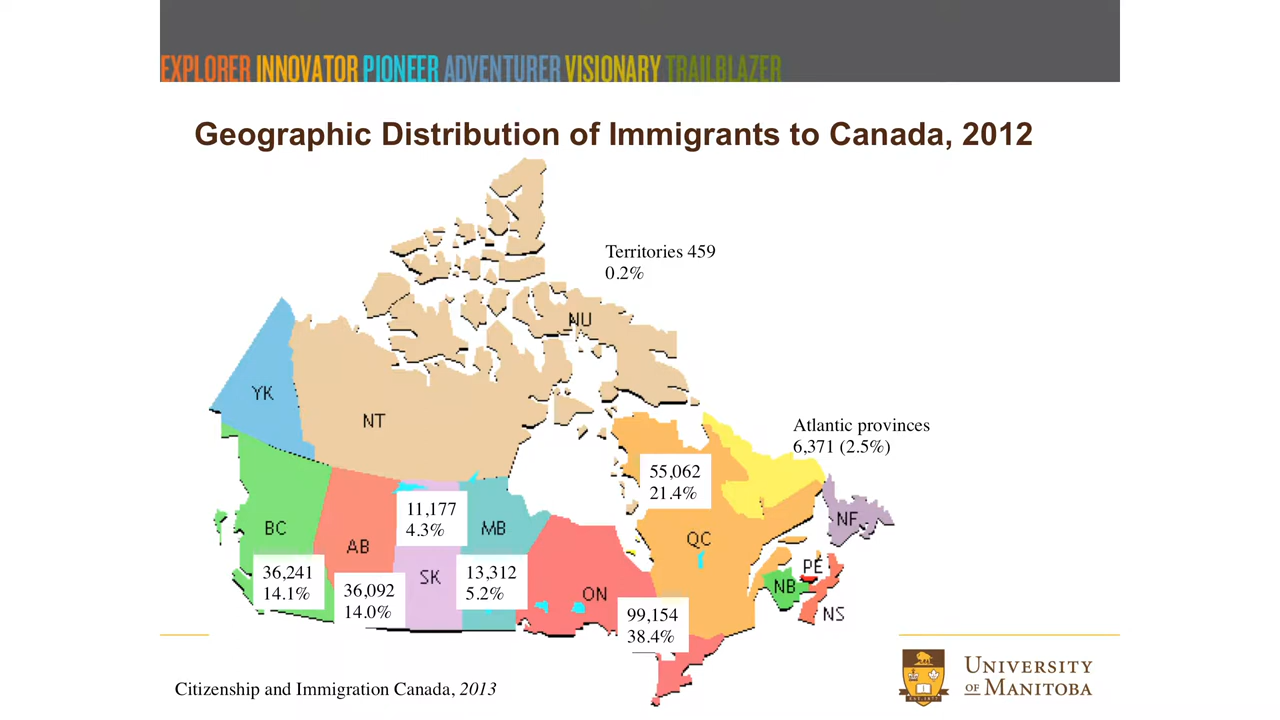 EXPLORER INNOVATOR PIONEER ADVENTURER VISIONARY TRAILBLAZER
Geographic Distribution of Immigrants to Canada, 2012
Territories 459
0.2%
NU
YK
NT
Atlantic provinces
6,371 (2.5%)
55,062
21.4%
11,177
4.3%
BC
AB
MB
QC
NF
36,241
14.1%
36,092
14.0%
SK
13,312
5.2%
ON
99,154
38.4%
PE
NB
NS
Citizenship and Immigration Canada, 2013
UNIVERSITY
OF MANITOBA